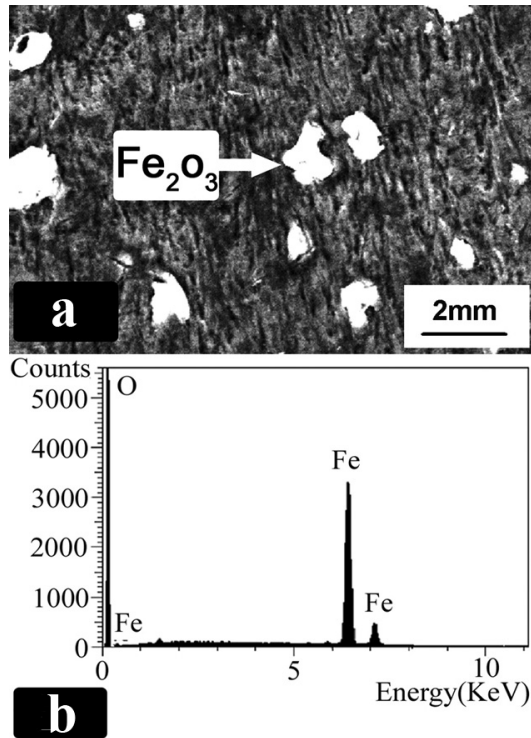 Fe₂o₃
a
2mm
Counts
5000
4000
3000
2000
1000
0
O
Fe
Fe
Fe
0
5
10
Energy(KeV)
b